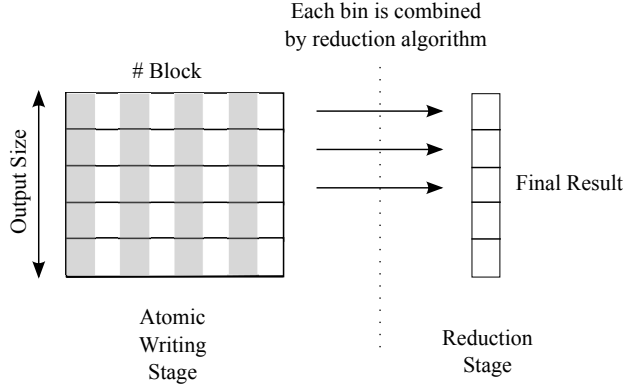 Each bin is combined
by reduction algorithm
# Block
Output Size
Final Result
Atomic
Writing
Stage
Reduction
Stage